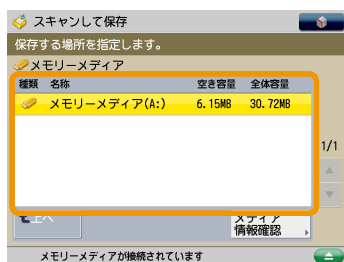 スキャンして保存
保存する場所を指定します。
メモリーメディア
種類 名称 空き容量 全体容量
メモリーメディア(A:) 6.15MB 30.72MB
1/1
上へ
メディア
情報確認
メモリーメディアが接続されています